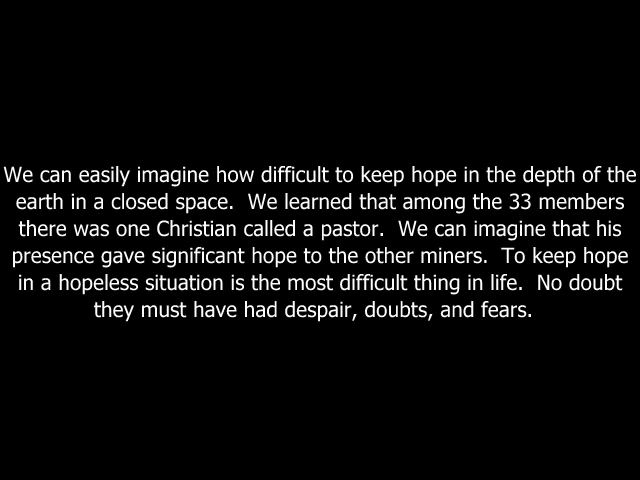 We can easily imagine how difficult to keep hope in the depth of the
earth in a closed space.  We learned that among the 33 members
there was one Christian called a pastor.  We can imagine that his
presence gave significant hope to the other miners.  To keep hope
in a hopeless situation is the most difficult thing in life.  No doubt
they must have had despair, doubts, and fears.